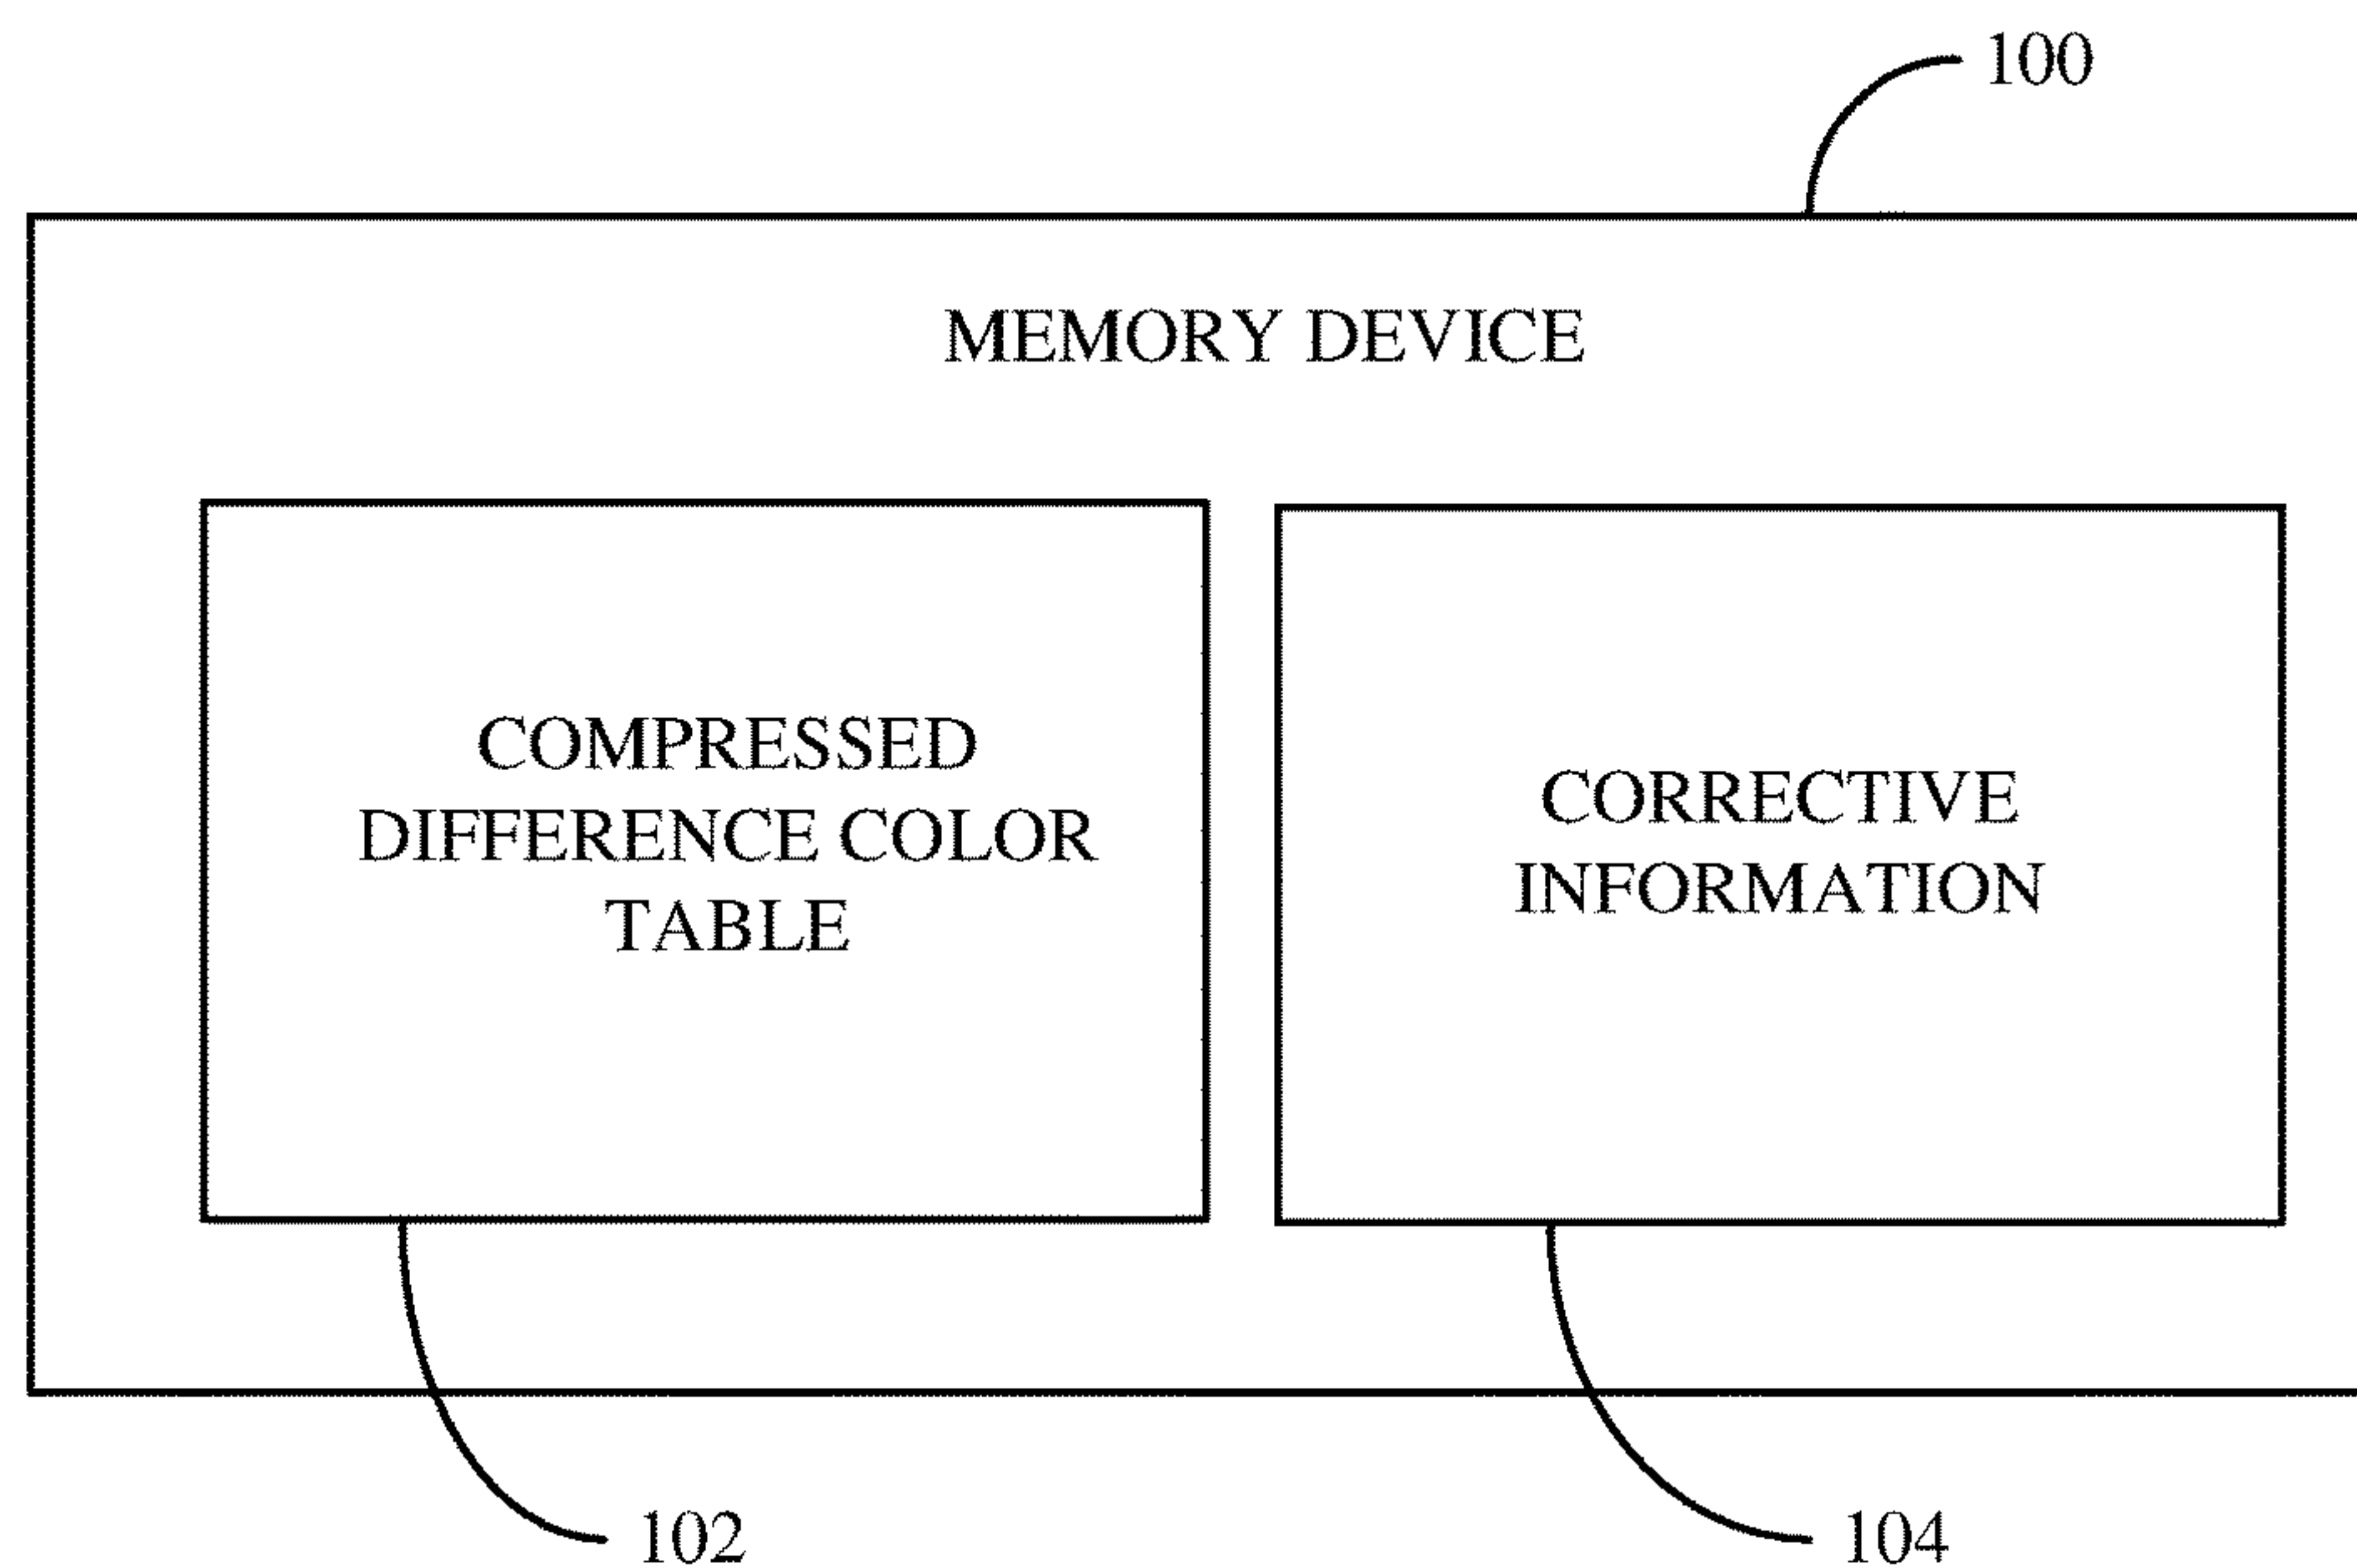 100
MEMORY DEVICE
COMPRESSED
DIFFERENCE COLOR
TABLE
CORRECTIVE
INFORMATION
102
104